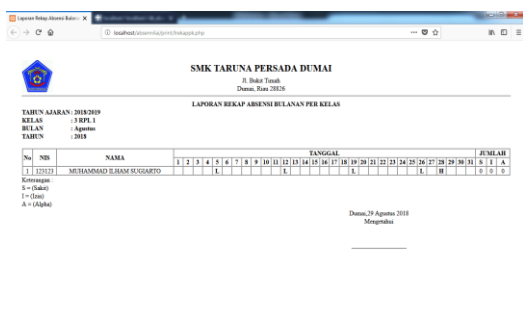 Laporan Rekap Absensi Bulan
localhost/absensi/print/rekappk.php
SMK TARUNA PERSADA DUMAI
Jl. Bukit Timah
Dumai, Riau 28826
LAPORAN REKAP ABSENSI BULANAN PER KELAS
TAHUN AJARAN : 2018/2019
KELAS : 3 RPL 1
BULAN : Agustus
TAHUN : 2018
No NIS NAMA TANGGAL JUMLAH
1 2 3 4 5 6 7 8 9 10 11 12 13 14 15 16 17 18 19 20 21 22 23 24 25 26 27 28 29 30 31 S I A
1 123123 MUHAMMAD ILHAM SUGIARTO L L L L H 0 0 0
Keterangan :
S = (Sakit)
I = (Izin)
A = (Alpha)
Dumai,29 Agustus 2018
Mengetahui